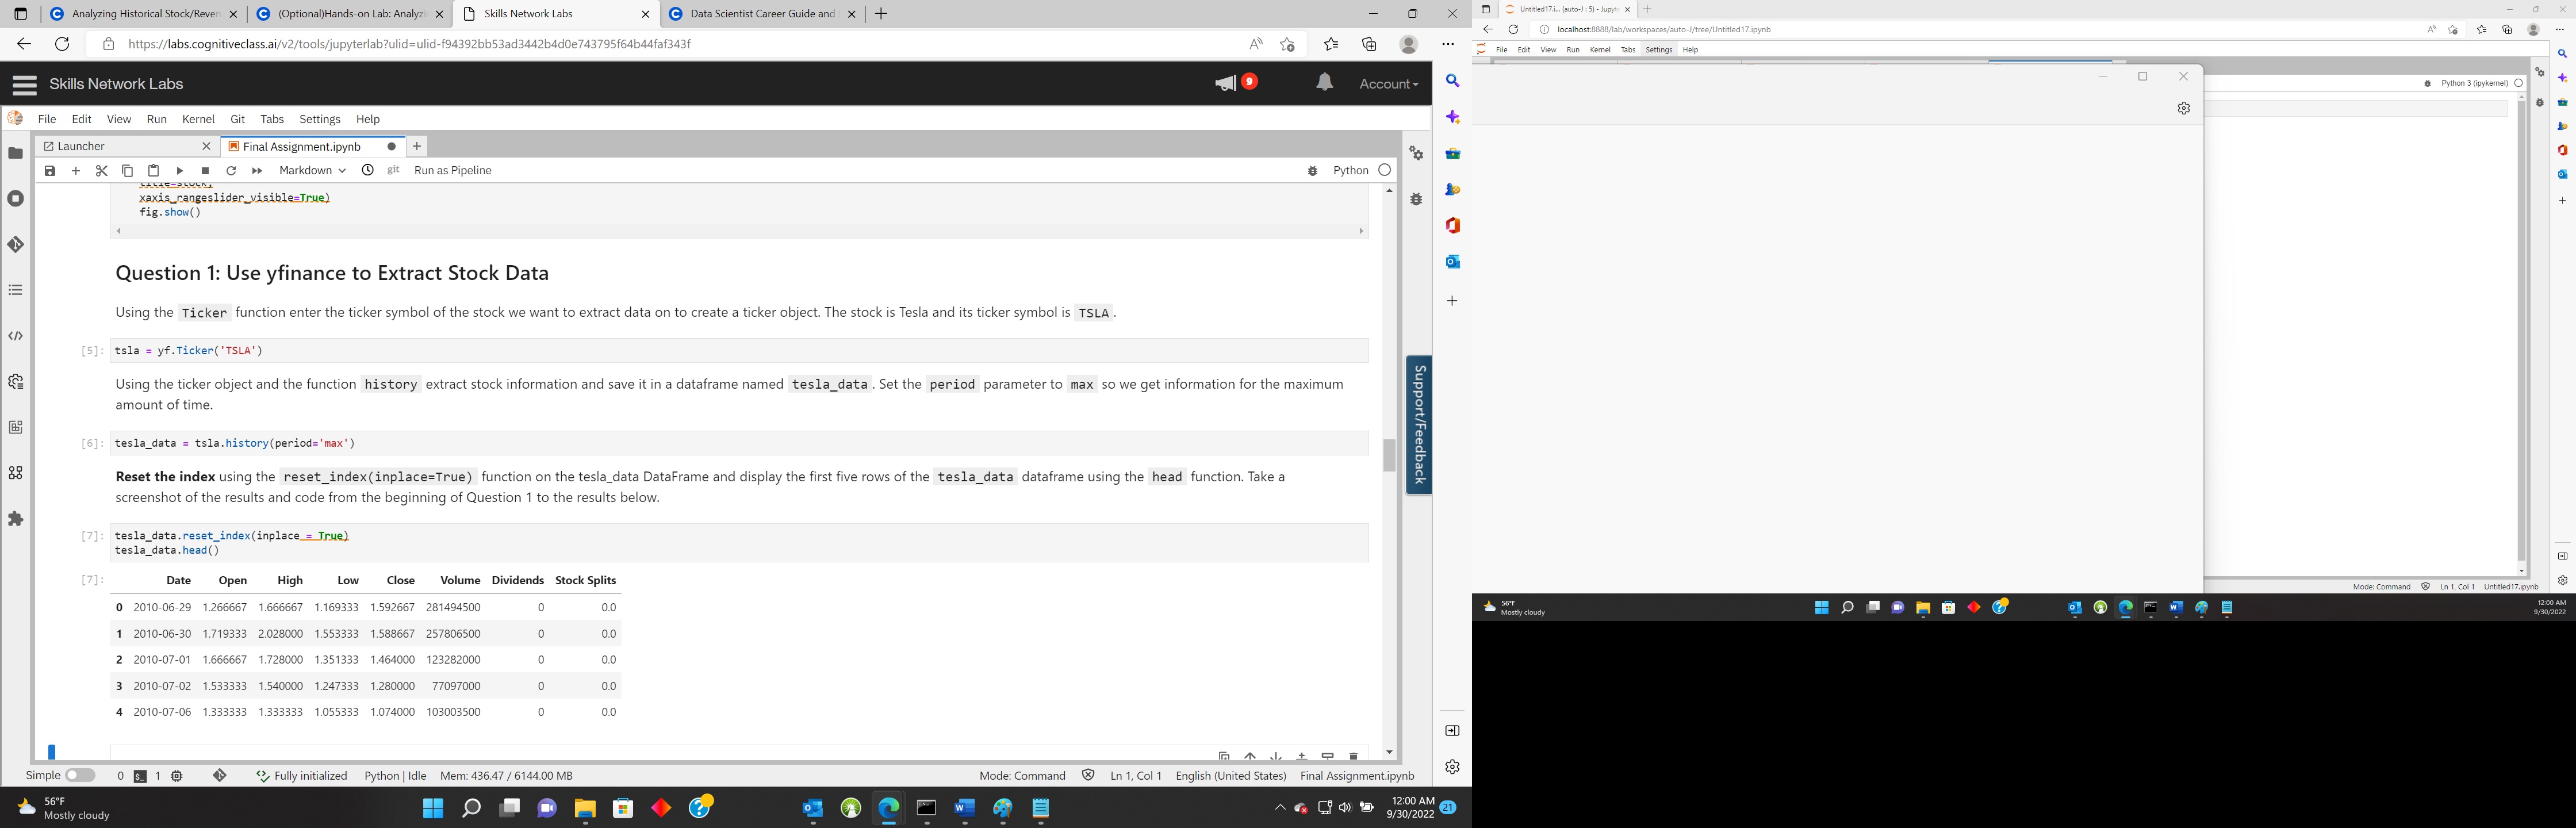 Analyzing Historical Stock/Reven
(Optional)Hands-on Lab: Analyzi
Skills Network Labs
Data Scientist Career Guide and
https://labs.cognitiveclass.ai/v2/tools/jupyterlab?ulid=ulid-f94392bb53ad3442b4d0e743795f64b44faf343f
Skills Network Labs
9
Account
File Edit View Run Kernel Git Tabs Settings Help
Launcher
Final Assignment.ipynb
Markdown
git
Run as Pipeline
Python
title=stock,
xaxis_rangeslider_visible=True)
fig.show()
Question 1: Use yfinance to Extract Stock Data
Using the Ticker function enter the ticker symbol of the stock we want to extract data on to create a ticker object. The stock is Tesla and its ticker symbol is TSLA .
[5]: tsla = yf.Ticker('TSLA')
Using the ticker object and the function history extract stock information and save it in a dataframe named tesla_data . Set the period parameter to max so we get information for the maximum
amount of time.
[6]: tesla_data = tsla.history(period='max')
Reset the index using the reset_index(inplace=True) function on the tesla_data DataFrame and display the first five rows of the tesla_data dataframe using the head function. Take a
screenshot of the results and code from the beginning of Question 1 to the results below.
[7]: tesla_data.reset_index(inplace = True)
tesla_data.head()
[7]: Date Open High Low Close Volume Dividends Stock Splits
0 2010-06-29 1.266667 1.666667 1.169333 1.592667 281494500 0 0.0
1 2010-06-30 1.719333 2.028000 1.553333 1.588667 257806500 0 0.0
2 2010-07-01 1.666667 1.728000 1.351333 1.464000 123282000 0 0.0
3 2010-07-02 1.533333 1.540000 1.247333 1.280000 77097000 0 0.0
4 2010-07-06 1.333333 1.333333 1.055333 1.074000 103003500 0 0.0
Support/Feedback
Simple 0 1 Fully initialized Python | Idle Mem: 436.47 / 6144.00 MB
Mode: Command Ln 1, Col 1 English (United States) Final Assignment.ipynb
56°F
Mostly cloudy
12:00 AM
9/30/2022
21
Untitled17.i... (auto-J : 5) - Jupyt
localhost:8888/lab/workspaces/auto-J/tree/Untitled17.ipynb
File Edit View Run Kernel Tabs Settings Help
Python 3 (ipykernel)
Mode: Command Ln 1, Col 1 Untitled17.ipynb
56°F
Mostly cloudy
12:00 AM
9/30/2022